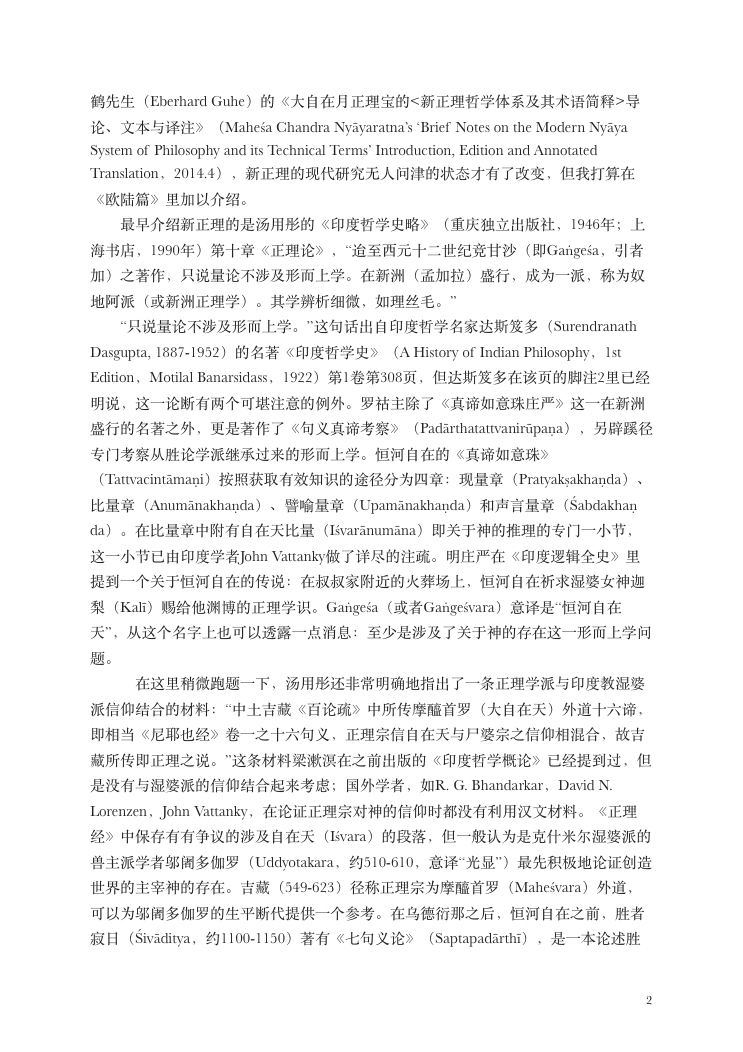 鹤先生（Eberhard Guhe）的《大自在月正理宝的<新正理哲学体系及其术语简释>导
论、文本与译注》（Maheśa Chandra Nyāyaratna’s ‘Brief Notes on the Modern Nyāya
System of Philosophy and its Technical Terms’ Introduction, Edition and Annotated
Translation，2014.4），新正理的现代研究无人问津的状态才有了改变，但我打算在
《欧陆篇》里加以介绍。
最早介绍新正理的是汤用彤的《印度哲学史略》（重庆独立出版社，1946年；上
海书店，1990年）第十章《正理论》，“迨至西元十二世纪竞甘沙（即Gaṅgeśa，引者
加）之著作，只说量论不涉及形而上学。在新洲（孟加拉）盛行，成为一派，称为奴
地阿派（或新洲正理学）。其学辨析细微，如理丝毛。”
“只说量论不涉及形而上学。”这句话出自印度哲学名家达斯笈多（Surendranath
Dasgupta, 1887-1952）的名著《印度哲学史》（A History of Indian Philosophy，1st
Edition，Motilal Banarsidass，1922）第1卷第308页，但达斯笈多在该页的脚注2里已经
明说，这一论断有两个可堪注意的例外。罗祜主除了《真谛如意珠庄严》这一在新洲
盛行的名著之外，更是著作了《句义真谛考察》（Padārthatattvanirūpaṇa），另辟蹊径
专门考察从胜论学派继承过来的形而上学。恒河自在的《真谛如意珠》
（Tattvacintāmaṇi）按照获取有效知识的途径分为四章：现量章（Pratyakṣakhaṇda）、
比量章（Anumānakhaṇda）、譬喻量章（Upamānakhaṇda）和声言量章（Śabdakhaṇ
da）。在比量章中附有自在天比量（Iśvarānumāna）即关于神的推理的专门一小节，
这一小节已由印度学者John Vattanky做了详尽的注疏。明庄严在《印度逻辑全史》里
提到一个关于恒河自在的传说：在叔叔家附近的火葬场上，恒河自在祈求湿婆女神迦
梨（Kalī）赐给他渊博的正理学识。Gaṅgeśa（或者Gaṅgeśvara）意译是“恒河自在
天”，从这个名字上也可以透露一点消息：至少是涉及了关于神的存在这一形而上学问
题。
在这里稍微跑题一下，汤用彤还非常明确地指出了一条正理学派与印度教湿婆
派信仰结合的材料：“中土吉藏《百论疏》中所传摩醯首罗（大自在天）外道十六谛，
即相当《尼耶也经》卷一之十六句义，正理宗信自在天与尸婆宗之信仰相混合，故吉
藏所传即正理之说。”这条材料梁漱溟在之前出版的《印度哲学概论》已经提到过，但
是没有与湿婆派的信仰结合起来考虑；国外学者，如R. G. Bhandarkar，David N.
Lorenzen，John Vattanky，在论证正理宗对神的信仰时都没有利用汉文材料。《正理
经》中保存有有争议的涉及自在天（Iśvara）的段落，但一般认为是克什米尔湿婆派的
兽主派学者邬阇多伽罗（Uddyotakara，约510-610，意译“光显”）最先积极地论证创造
世界的主宰神的存在。吉藏（549-623）径称正理宗为摩醯首罗（Maheśvara）外道，
可以为邬阇多伽罗的生平断代提供一个参考。在乌德衍那之后，恒河自在之前，胜者
寂日（Śivāditya，约1100-1150）著有《七句义论》（Saptapadārthī），是一本论述胜
2